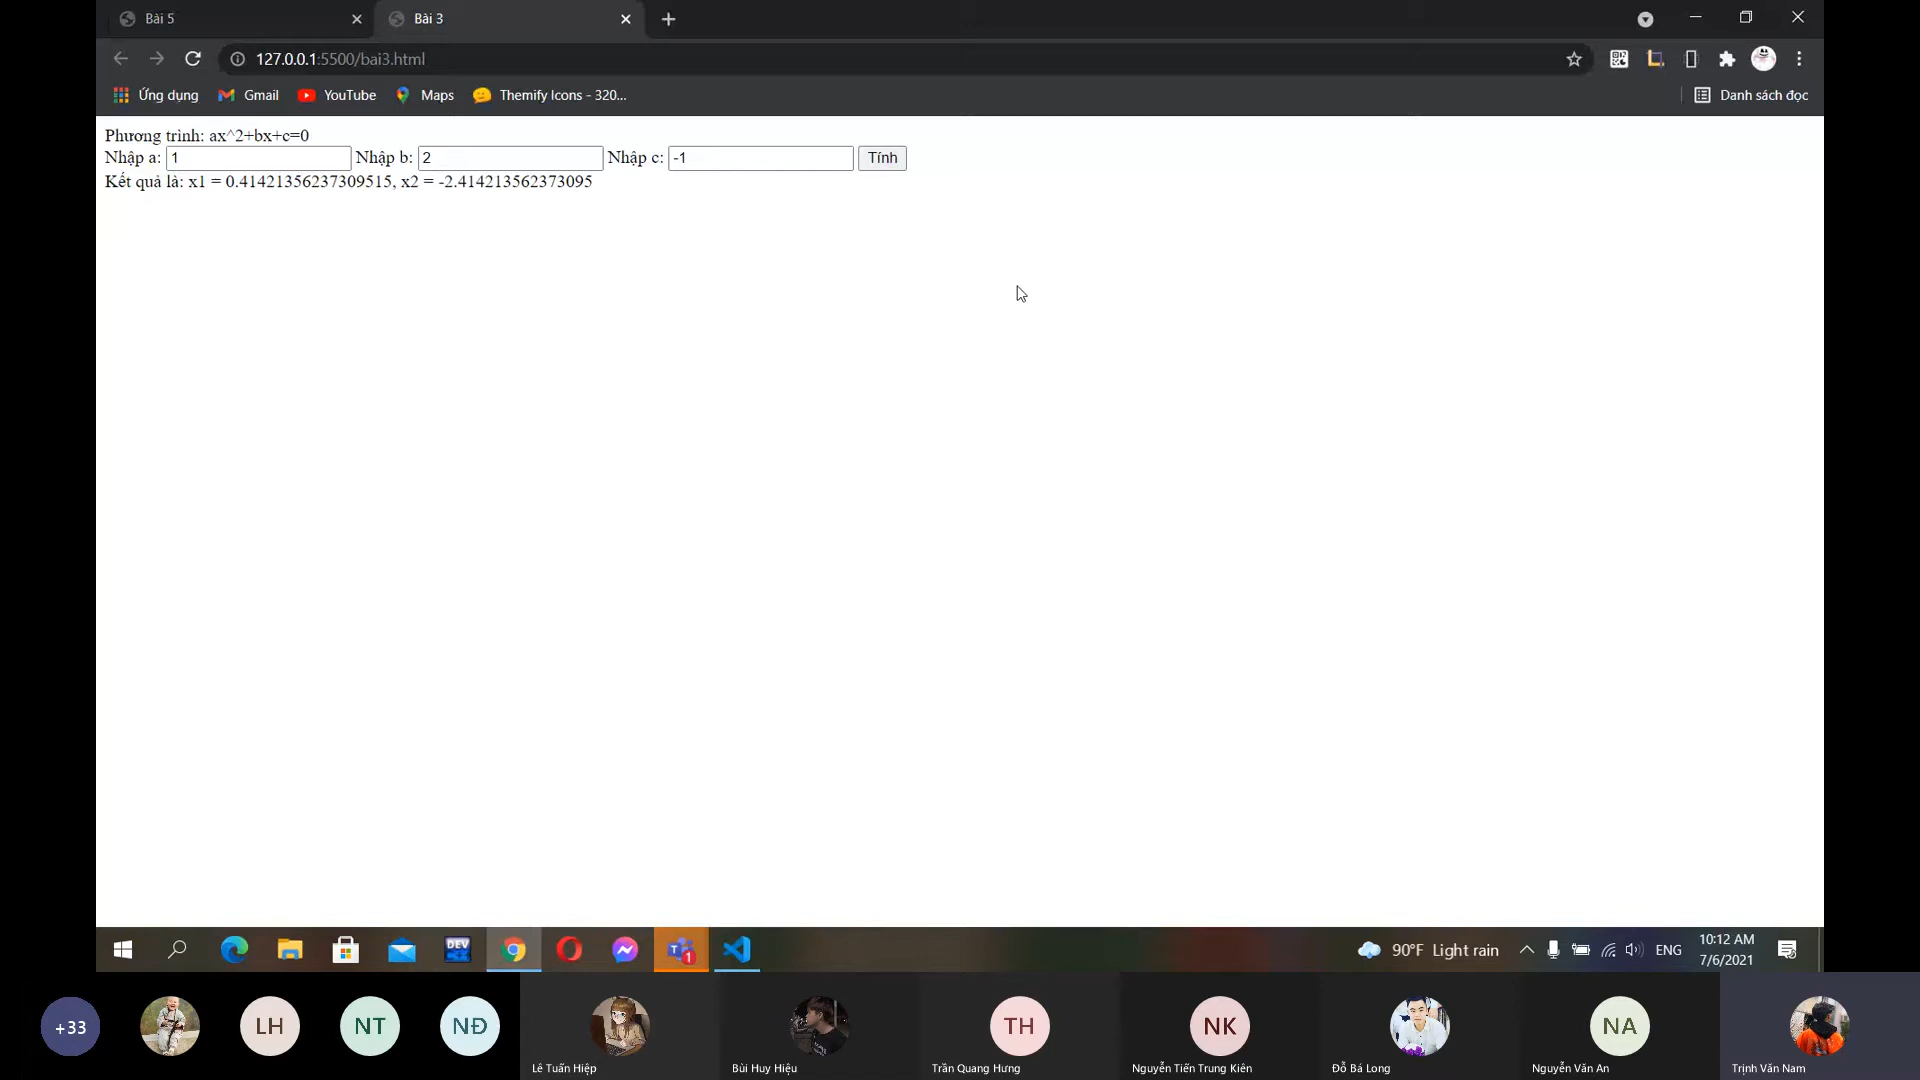 Bài 5
Bài 3
127.0.0.1:5500/bai3.html
Ứng dụng
Gmail
YouTube
Maps
Themify Icons - 320...
Danh sách đọc
Phương trình: ax^2+bx+c=0
Nhập a: 1 Nhập b: 2 Nhập c: -1 Tính
Kết quả là: x1 = 0.41421356237309515, x2 = -2.414213562373095
DEV
T
1
90°F Light rain
ENG
10:12 AM
7/6/2021
+33
LH
NT
NĐ
TH
NK
NA
Lê Tuấn Hiệp
Bùi Huy Hiệu
Trần Quang Hưng
Nguyễn Tiến Trung Kiên
Đỗ Bá Long
Nguyễn Văn An
Trịnh Văn Nam